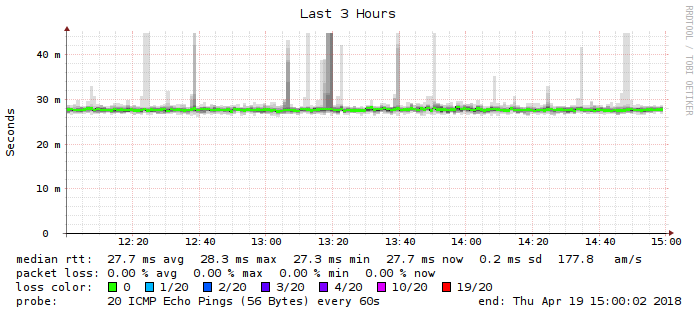 Last 3 Hours
RRDTOOL / TOBI OETIKER
Seconds
40 m
30 m
20 m
10 m
0
12:20 12:40 13:00 13:20 13:40 14:00 14:20 14:40 15:00
median rtt: 27.7 ms avg 28.3 ms max 27.3 ms min 27.7 ms now 0.2 ms sd 177.8 am/s
packet loss: 0.00 % avg 0.00 % max 0.00 % min 0.00 % now
loss color: 0 1/20 2/20 3/20 4/20 10/20 19/20
probe: 20 ICMP Echo Pings (56 Bytes) every 60s end: Thu Apr 19 15:00:02 2018